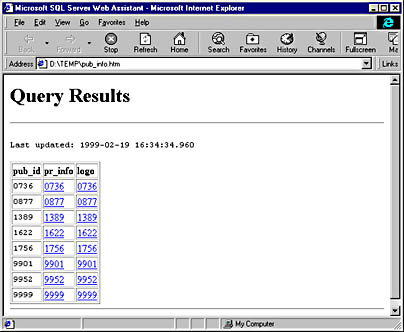 Microsoft SQL Server Web Assistant - Microsoft Internet Explorer
File Edit View Go Favorites Help
Back Forward Stop Refresh Home Search Favorites History Channels Fullscreen
Address D:\TEMP\pub_info.htm Links
Query Results
Last updated: 1999-02-19 16:34:34.960
pub_id pr_info logo
0736 0736 0736
0877 0877 0877
1389 1389 1389
1622 1622 1622
1756 1756 1756
9901 9901 9901
9952 9952 9952
9999 9999 9999
My Computer